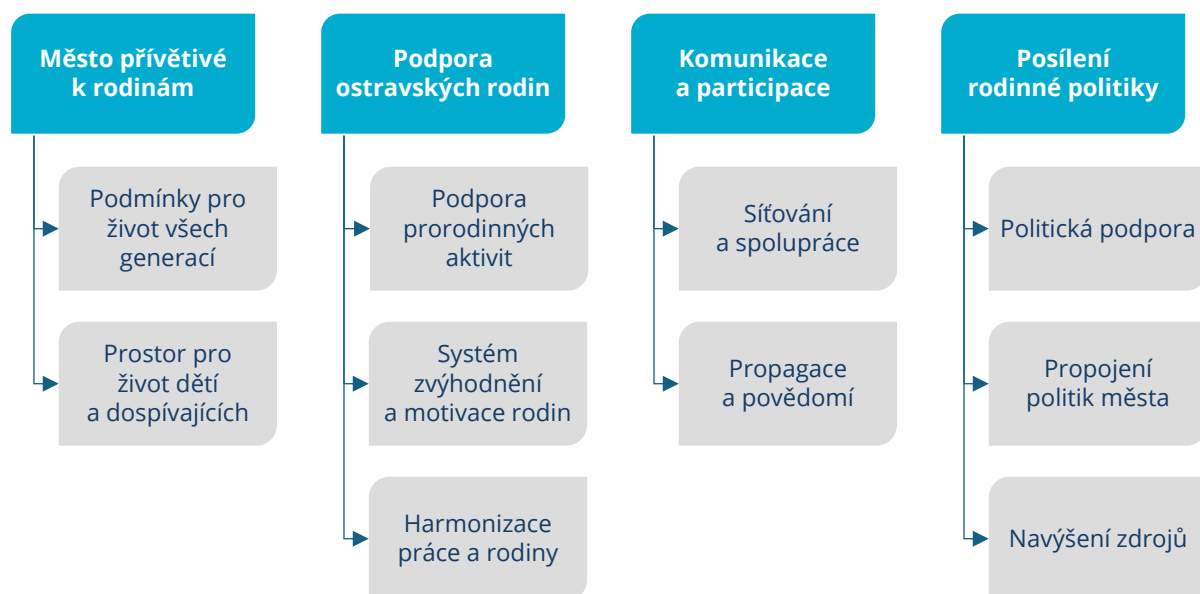 Město přívětivé
k rodinám
Podmínky pro
život všech
generací
Prostor pro
život dětí
a dospívajících
Podpora
ostravských rodin
Podpora
prorodinných
aktivit
Systém
zvýhodnění
a motivace rodin
Harmonizace
práce a rodiny
Komunikace
a participace
Síťování
a spolupráce
Propagace
a povědomí
Posílení
rodinné politiky
Politická podpora
Propojení
politik města
Navýšení zdrojů